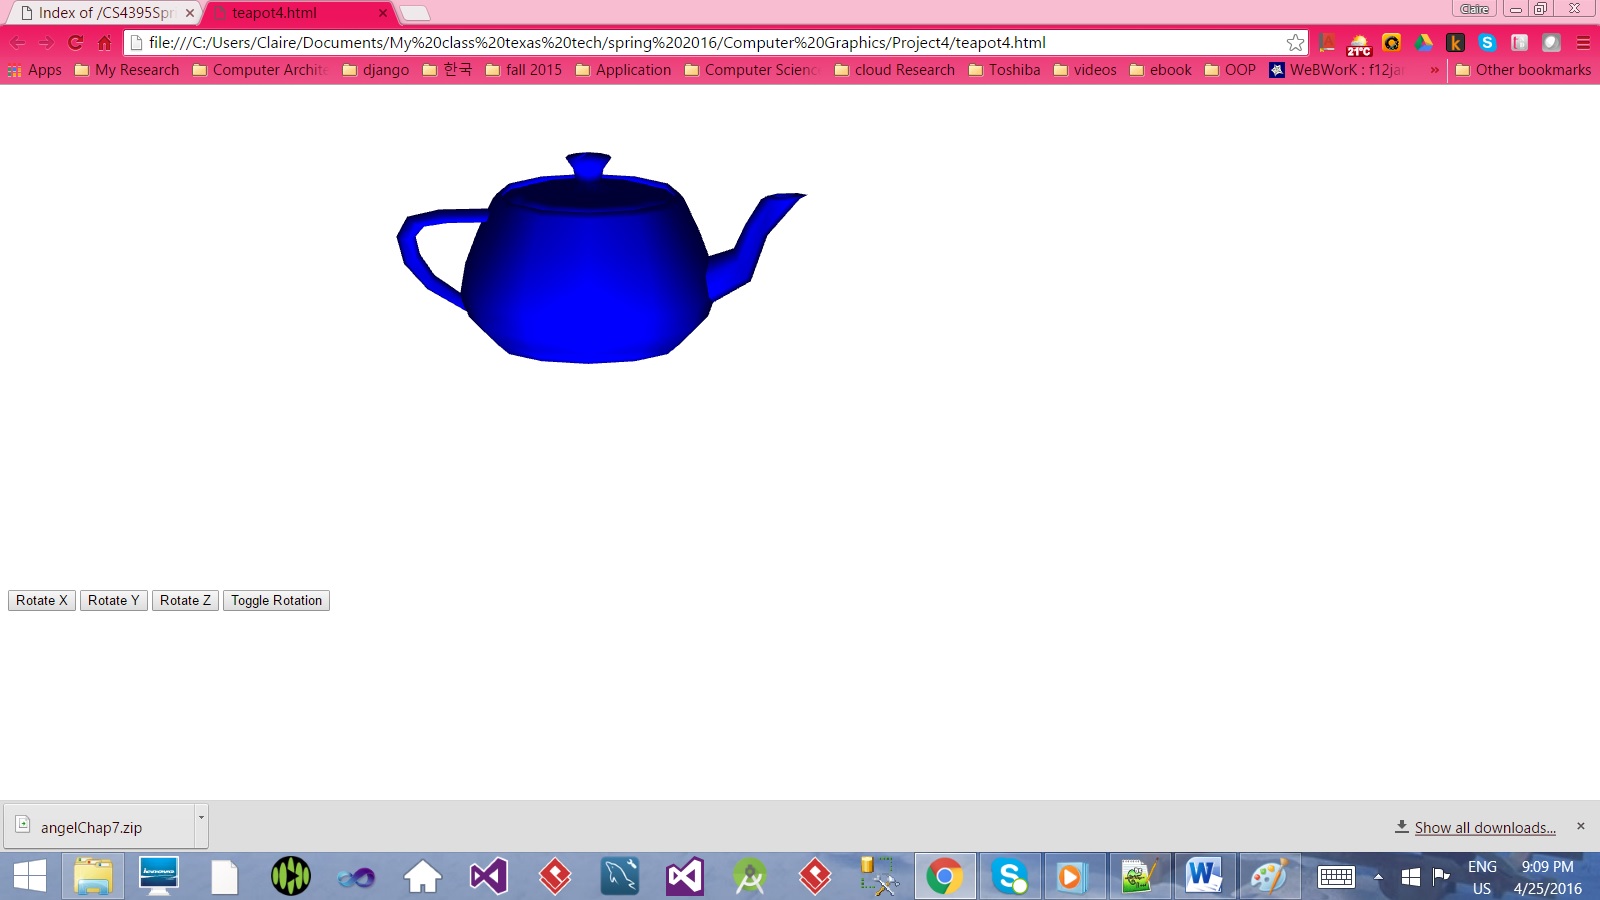 Index of /CS4395Spr
teapot4.html
Claire
file:///C:/Users/Claire/Documents/My%20class%20texas%20tech/spring%202016/Computer%20Graphics/Project4/teapot4.html
21°C
Apps My Research Computer Archite django 한국 fall 2015 Application Computer Scienc cloud Research Toshiba videos ebook OOP WeBWorK : f12ja » Other bookmarks
Rotate X Rotate Y Rotate Z Toggle Rotation
angelChap7.zip
Show all downloads...
ENG 9:09 PM
US 4/25/2016